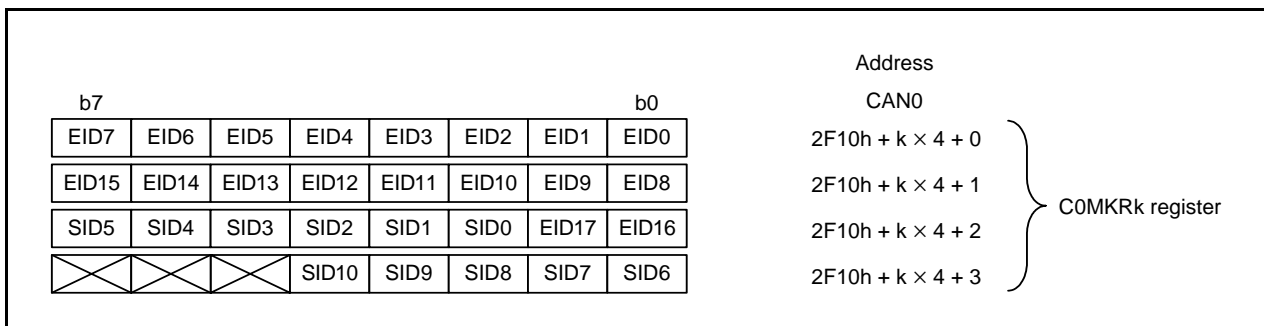 Address
b7 b0 CAN0
EID7 EID6 EID5 EID4 EID3 EID2 EID1 EID0 2F10h + k × 4 + 0
EID15 EID14 EID13 EID12 EID11 EID10 EID9 EID8 2F10h + k × 4 + 1
C0MKRk register
SID5 SID4 SID3 SID2 SID1 SID0 EID17 EID16 2F10h + k × 4 + 2
SID10 SID9 SID8 SID7 SID6 2F10h + k × 4 + 3